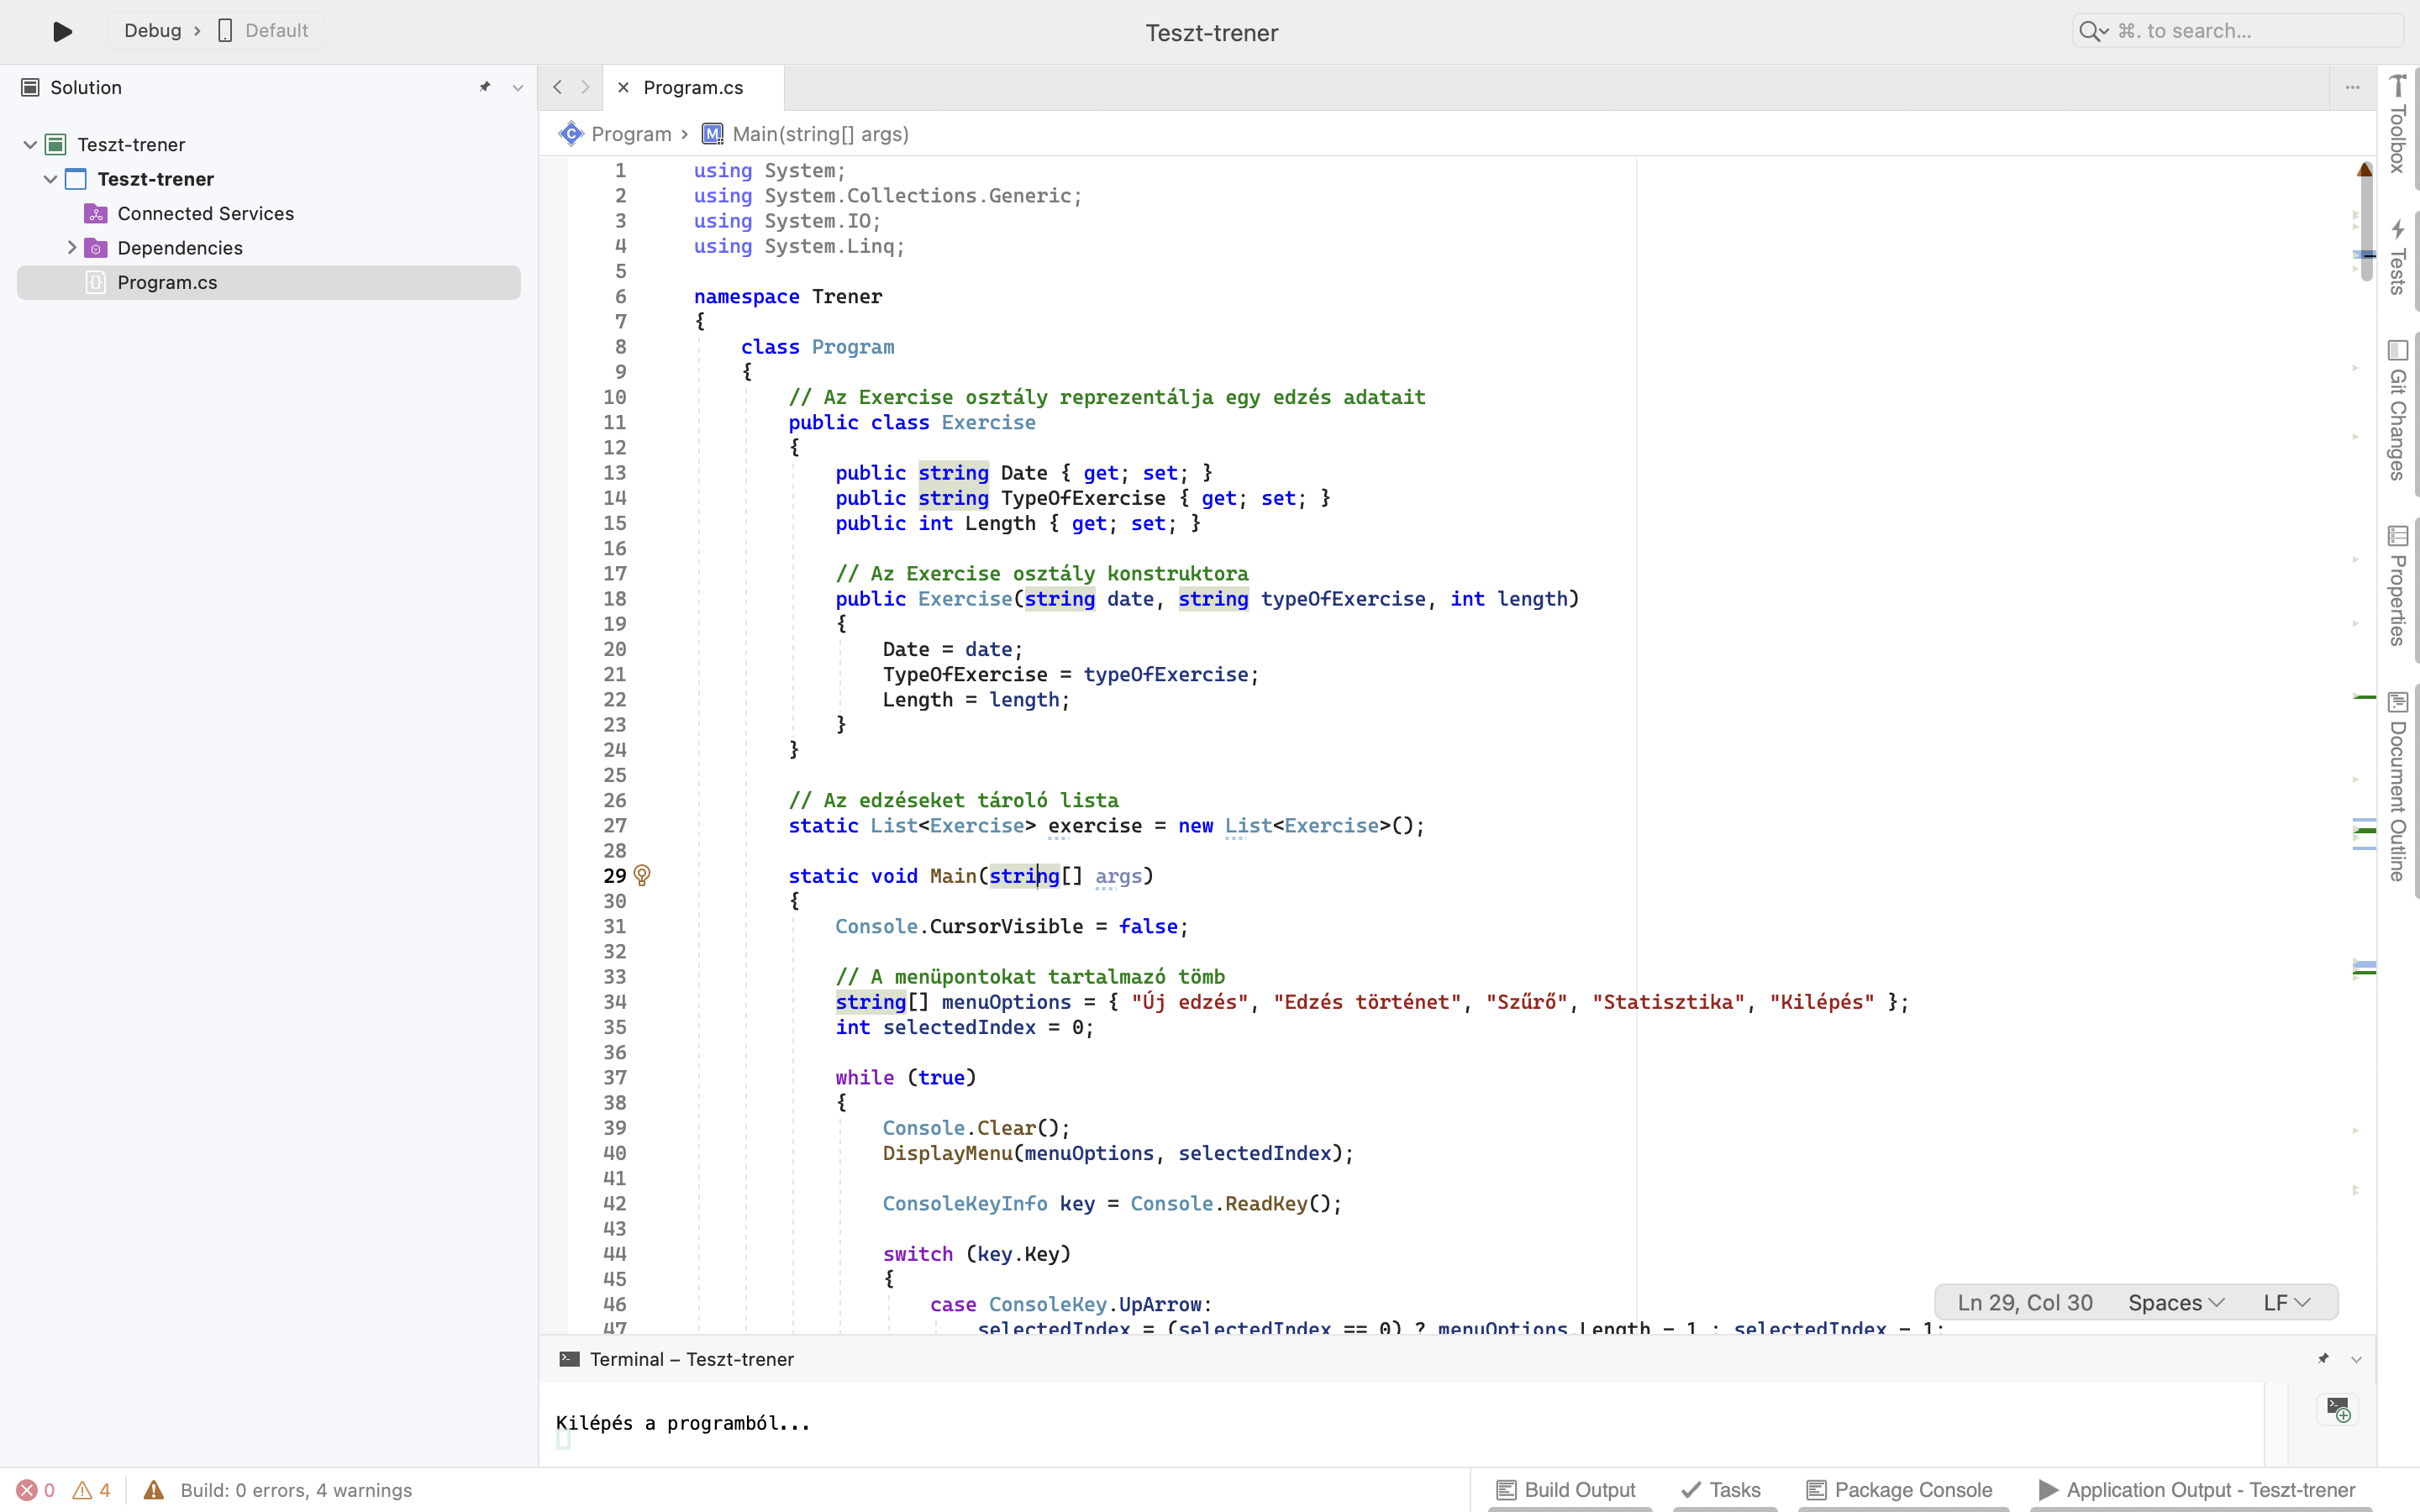 Debug › Default
Teszt-trener
⌘. to search...
Solution
Teszt-trener
Teszt-trener
Connected Services
Dependencies
Program.cs
Program.cs
Program › Main(string[] args)
1 using System;
2 using System.Collections.Generic;
3 using System.IO;
4 using System.Linq;
5
6 namespace Trener
7 {
8 class Program
9 {
10 // Az Exercise osztály reprezentálja egy edzés adatait
11 public class Exercise
12 {
13 public string Date { get; set; }
14 public string TypeOfExercise { get; set; }
15 public int Length { get; set; }
16
17 // Az Exercise osztály konstruktora
18 public Exercise(string date, string typeOfExercise, int length)
19 {
20 Date = date;
21 TypeOfExercise = typeOfExercise;
22 Length = length;
23 }
24 }
25
26 // Az edzéseket tároló lista
27 static List<Exercise> exercise = new List<Exercise>();
28
29 static void Main(string[] args)
30 {
31 Console.CursorVisible = false;
32
33 // A menüpontokat tartalmazó tömb
34 string[] menuOptions = { "Új edzés", "Edzés történet", "Szűrő", "Statisztika", "Kilépés" };
35 int selectedIndex = 0;
36
37 while (true)
38 {
39 Console.Clear();
40 DisplayMenu(menuOptions, selectedIndex);
41
42 ConsoleKeyInfo key = Console.ReadKey();
43
44 switch (key.Key)
45 {
46 case ConsoleKey.UpArrow:
47 selectedIndex = (selectedIndex == 0) ? menuOptions.Length - 1 : selectedIndex - 1;
Ln 29, Col 30 Spaces LF
Toolbox
Tests
Git Changes
Properties
Document Outline
Terminal – Teszt-trener
Kilépés a programból...
0 4 Build: 0 errors, 4 warnings
Build Output Tasks Package Console Application Output - Teszt-trener